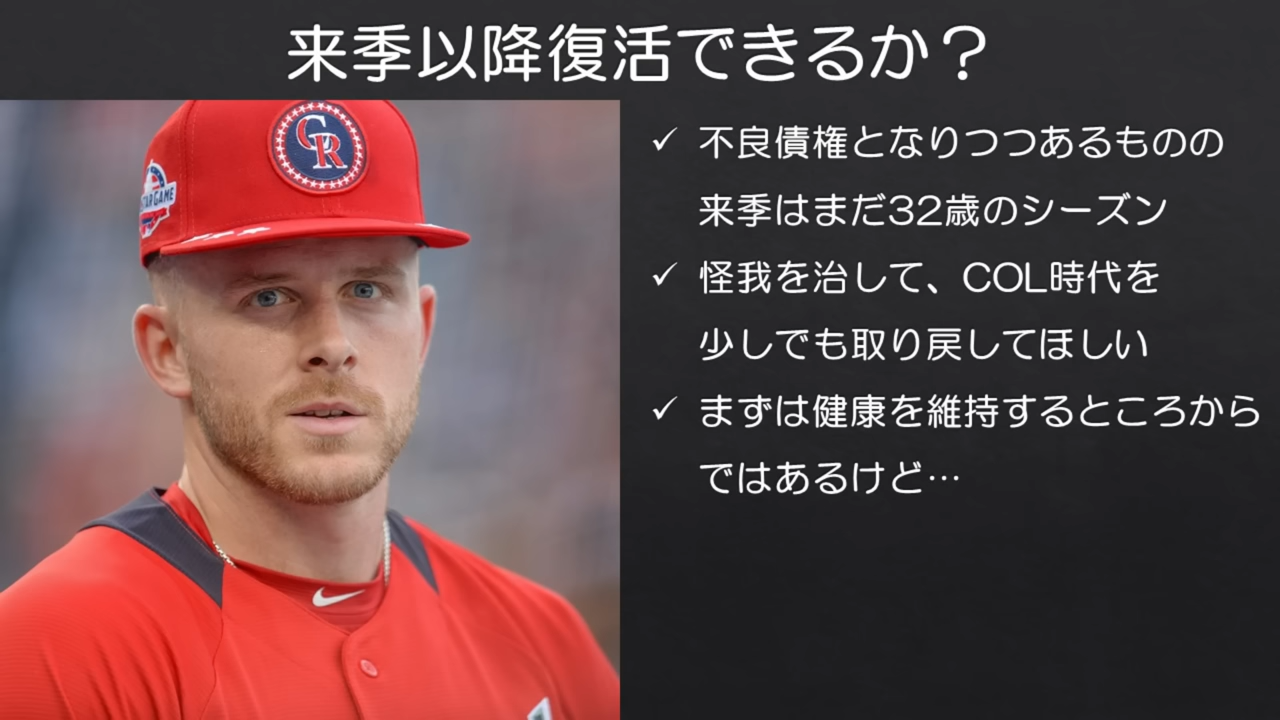 来季以降復活できるか？
CR
STAR GAME
✓ 不良債権となりつつあるものの
来季はまだ32歳のシーズン
✓ 怪我を治して、COL時代を
少しでも取り戻してほしい
✓ まずは健康を維持するところから
ではあるけど…